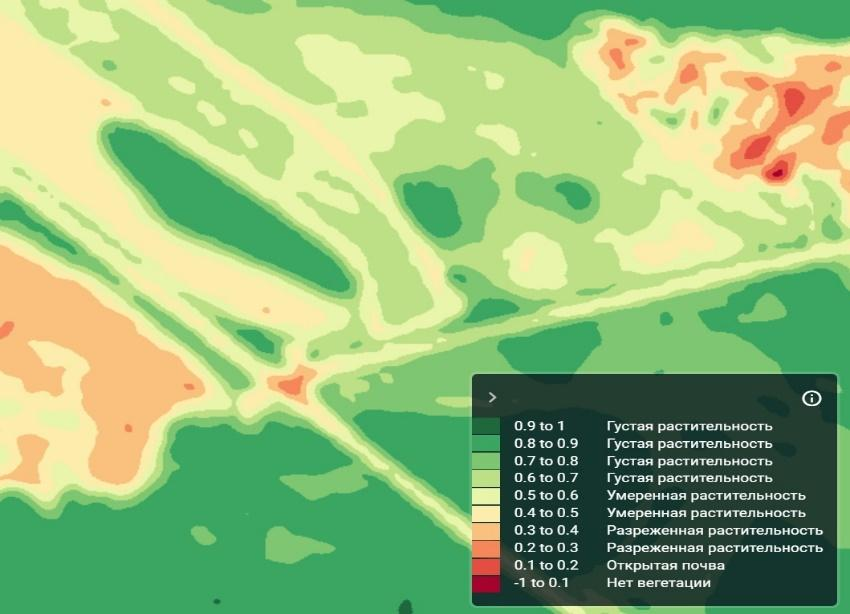 0.9 to 1 Густая растительность
0.8 to 0.9 Густая растительность
0.7 to 0.8 Густая растительность
0.6 to 0.7 Густая растительность
0.5 to 0.6 Умеренная растительность
0.4 to 0.5 Умеренная растительность
0.3 to 0.4 Разреженная растительность
0.2 to 0.3 Разреженная растительность
0.1 to 0.2 Открытая почва
-1 to 0.1 Нет вегетации